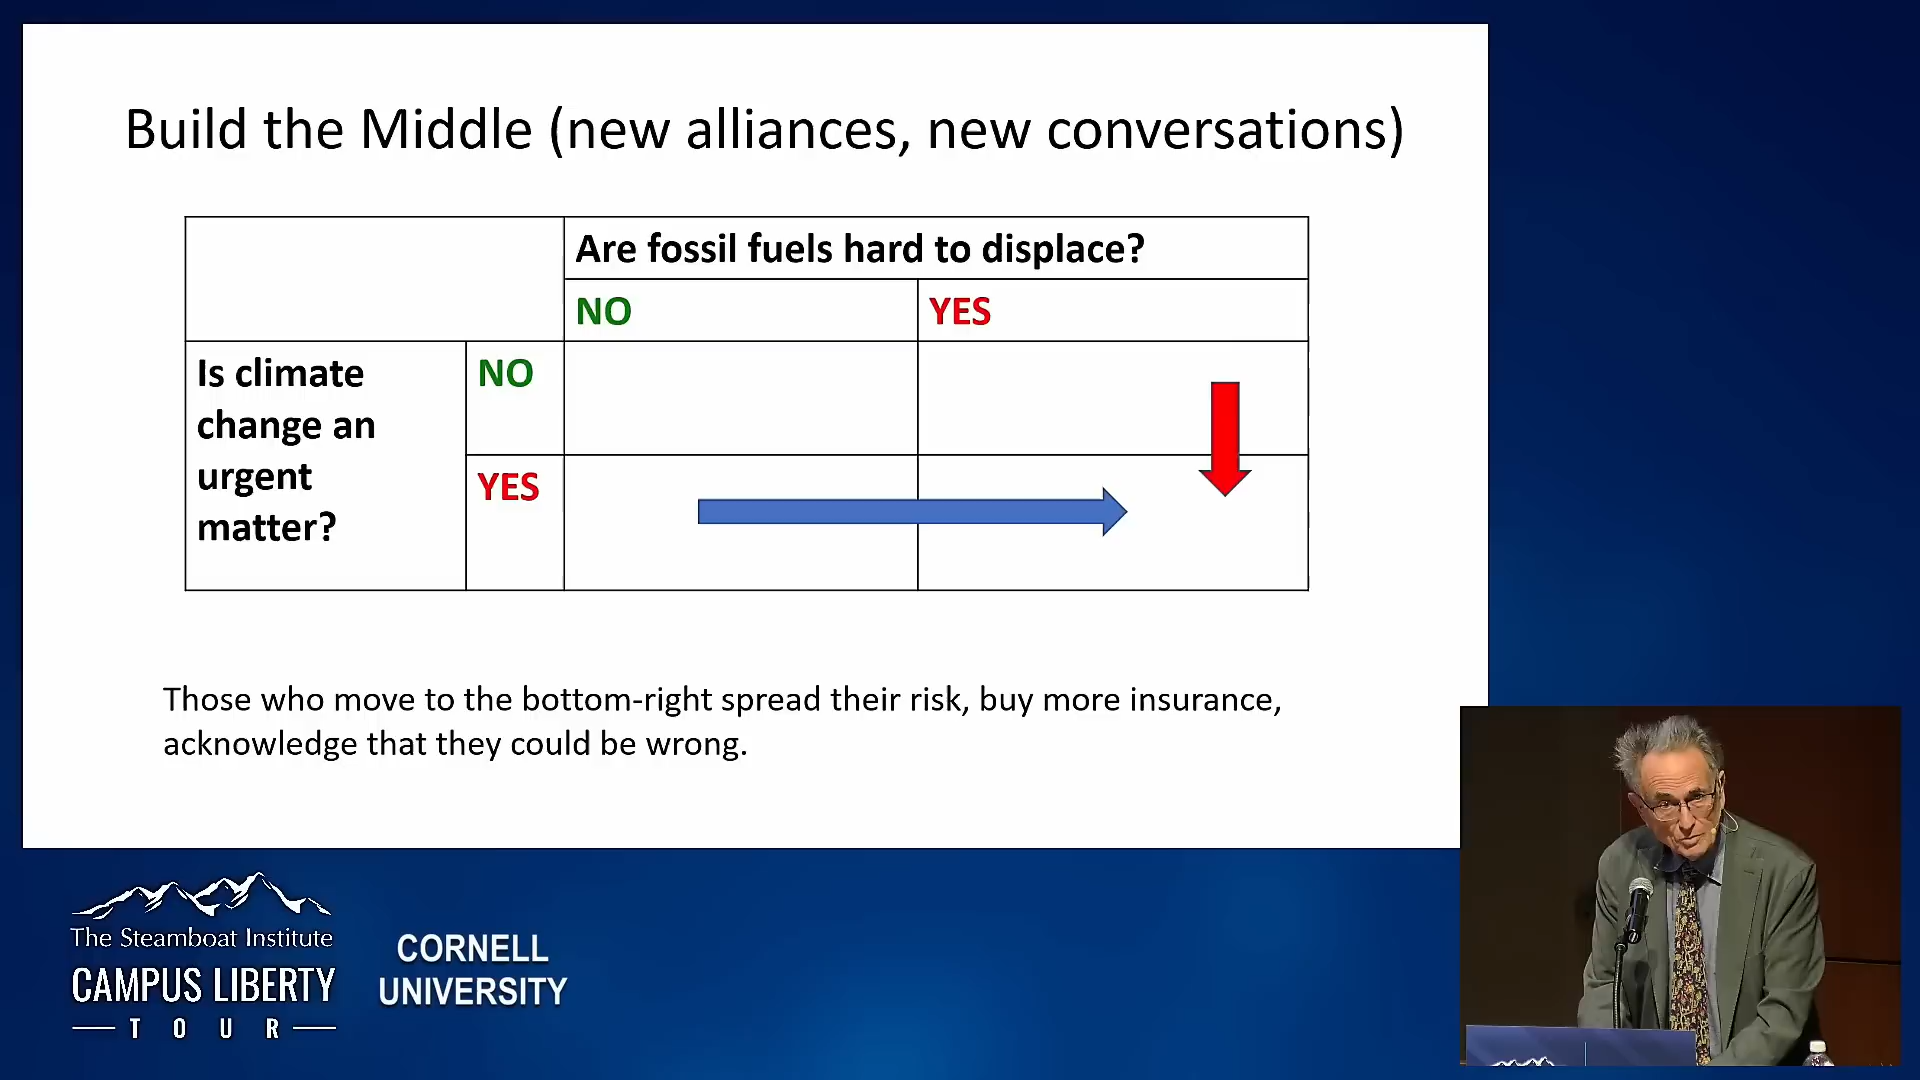 Build the Middle (new alliances, new conversations)
Are fossil fuels hard to displace?
NO
YES
Is climate
change an
urgent
matter?
NO
YES
Those who move to the bottom-right spread their risk, buy more insurance,
acknowledge that they could be wrong.
The Steamboat Institute
CAMPUS LIBERTY
TOUR
CORNELL
UNIVERSITY